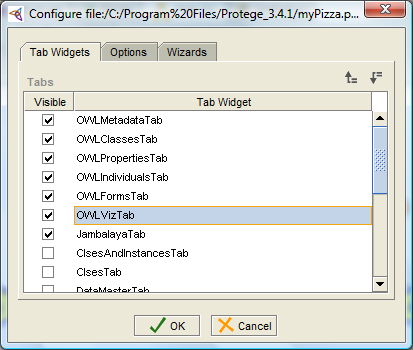 Configure file:/C:/Program%20Files/Protege_3.4.1/myPizza.p...
Tab Widgets Options Wizards
Tabs
Visible Tab Widget
OWLMetadataTab
OWLClassesTab
OWLPropertiesTab
OWLIndividualsTab
OWLFormsTab
OWLVizTab
JambalayaTab
ClsesAndInstancesTab
ClsesTab
DataMasterTab
OK Cancel